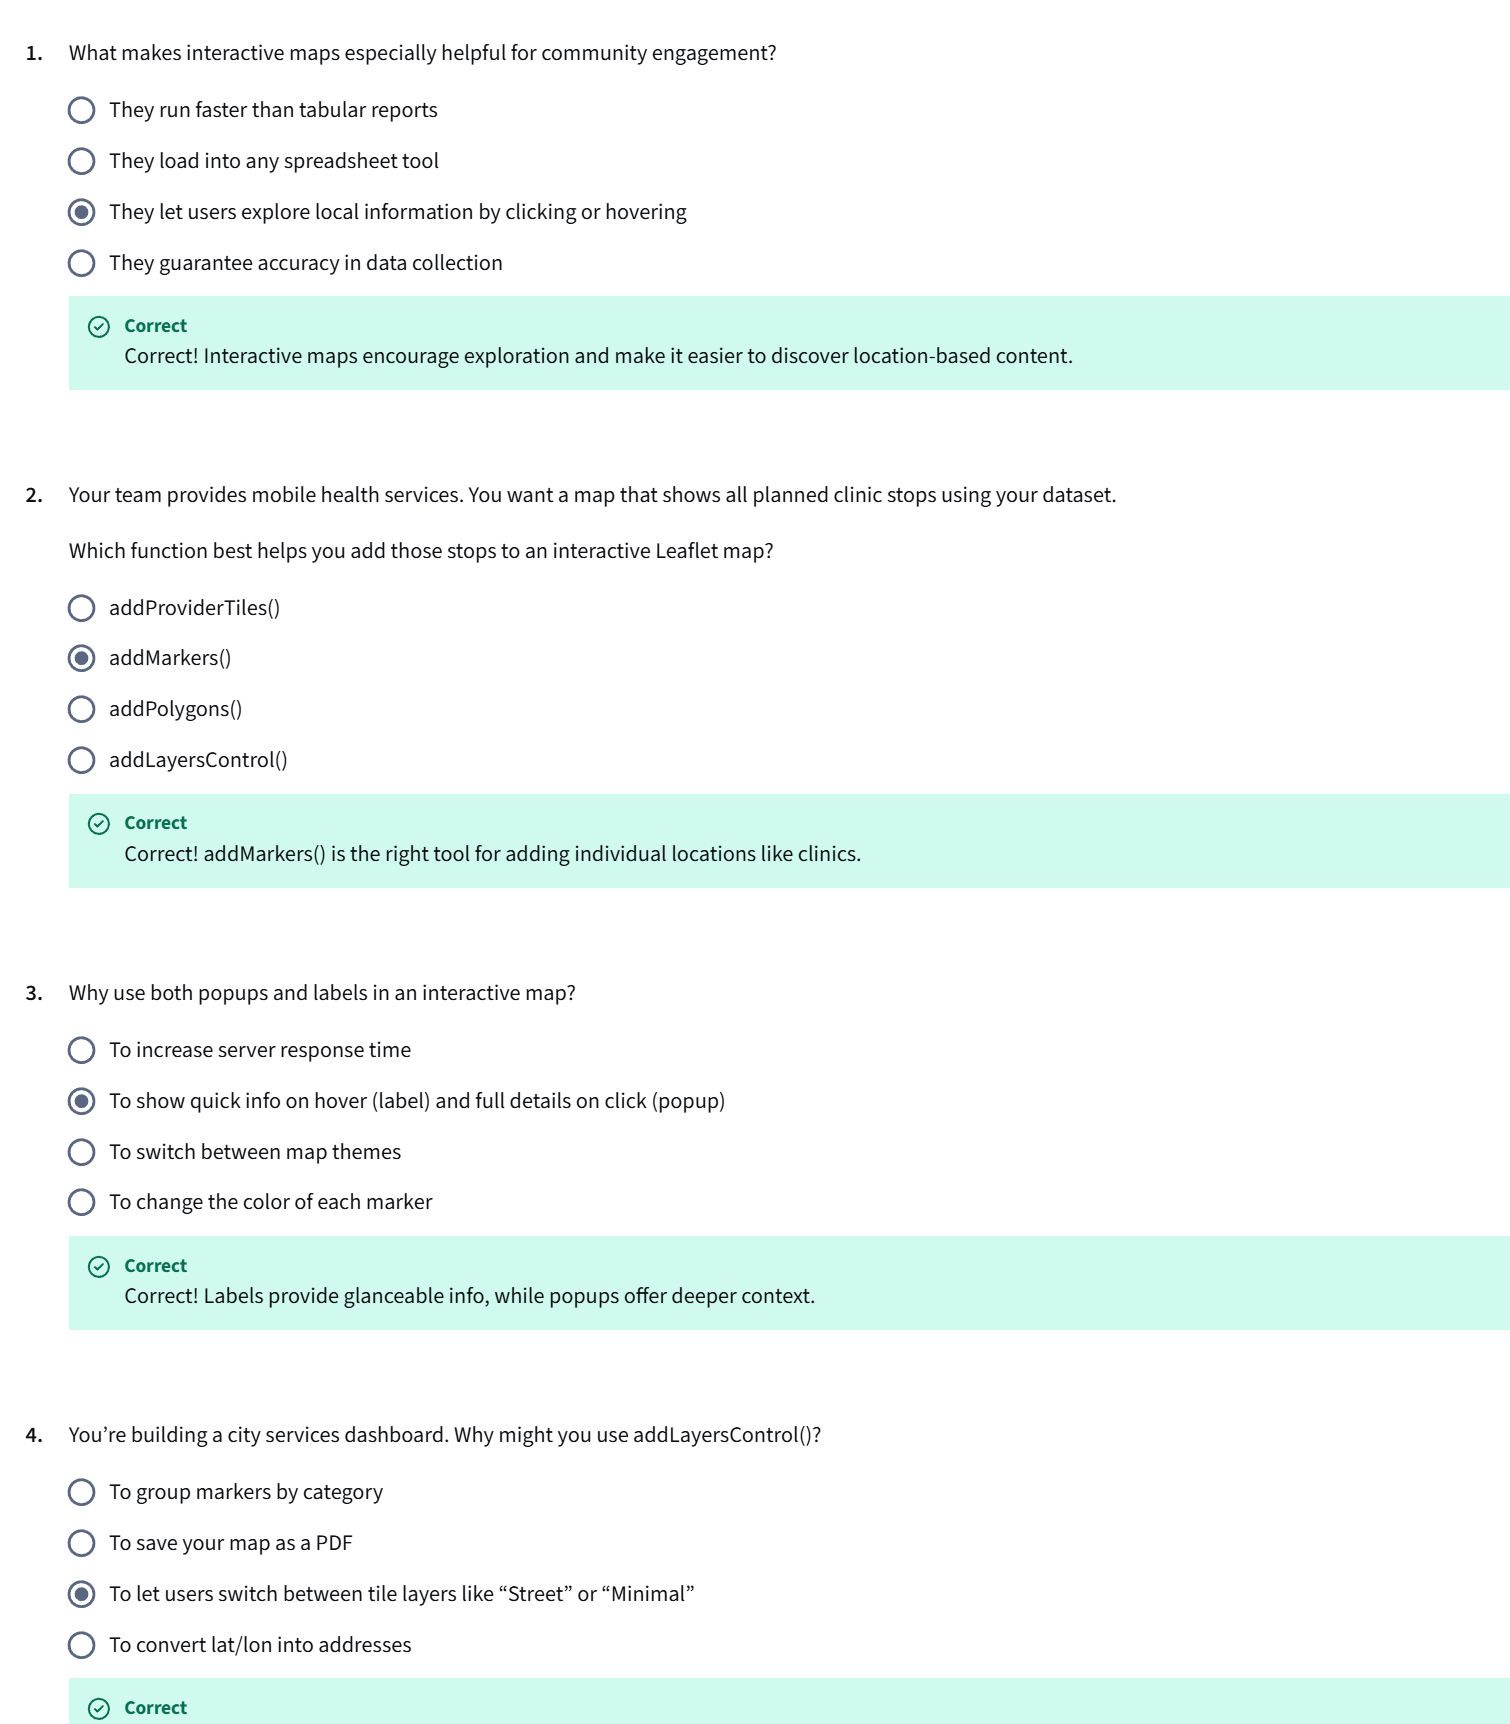 1. What makes interactive maps especially helpful for community engagement?
They run faster than tabular reports
They load into any spreadsheet tool
They let users explore local information by clicking or hovering
They guarantee accuracy in data collection
Correct
Correct! Interactive maps encourage exploration and make it easier to discover location-based content.
2. Your team provides mobile health services. You want a map that shows all planned clinic stops using your dataset.
Which function best helps you add those stops to an interactive Leaflet map?
addProviderTiles()
addMarkers()
addPolygons()
addLayersControl()
Correct
Correct! addMarkers() is the right tool for adding individual locations like clinics.
3. Why use both popups and labels in an interactive map?
To increase server response time
To show quick info on hover (label) and full details on click (popup)
To switch between map themes
To change the color of each marker
Correct
Correct! Labels provide glanceable info, while popups offer deeper context.
4. You’re building a city services dashboard. Why might you use addLayersControl()?
To group markers by category
To save your map as a PDF
To let users switch between tile layers like “Street” or “Minimal”
To convert lat/lon into addresses
Correct